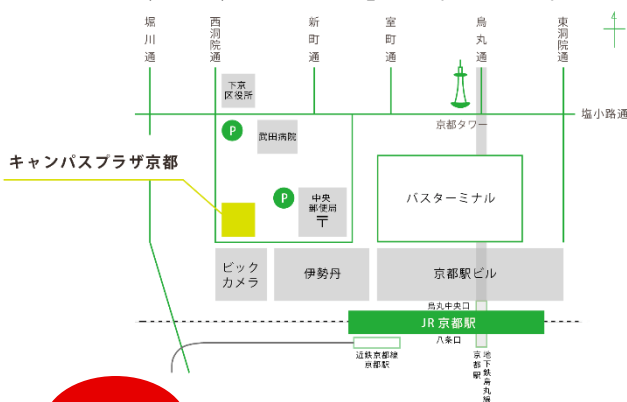 堀川通
西洞院通
新町通
室町通
烏丸通
東洞院通
下京
区役所
京都タワー
塩小路通
P
武田病院
キャンパスプラザ京都
P
中央
郵便局
〒
バスターミナル
ビック
カメラ
伊勢丹
京都駅ビル
烏丸中央口
JR 京都駅
八条口
近鉄京都線
京都駅
地下鉄烏丸線
京都駅